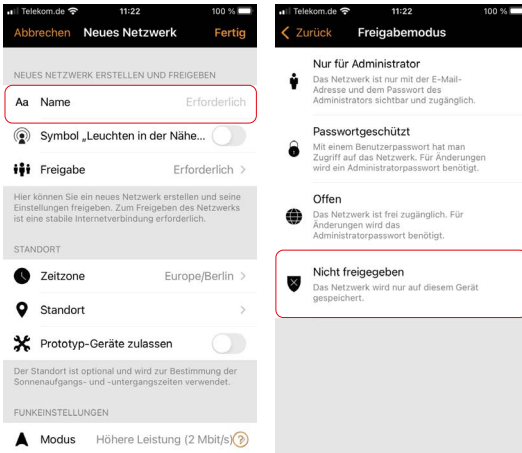 Telekom.de 11:22 100 %
Abbrechen Neues Netzwerk Fertig
NEUES NETZWERK ERSTELLEN UND FREIGEBEN
Aa Name Erforderlich
Symbol „Leuchten in der Nähe...
Freigabe Erforderlich >
Hier können Sie ein neues Netzwerk erstellen und seine
Einstellungen freigeben. Zum Freigeben des Netzwerks
ist eine stabile Internetverbindung erforderlich.
STANDORT
Zeitzone Europe/Berlin >
Standort >
Prototyp-Geräte zulassen
Der Standort ist optional und wird zur Bestimmung der
Sonnenaufgangs- und -untergangszeiten verwendet.
FUNKEINSTELLUNGEN
Modus Höhere Leistung (2 Mbit/s) ?
Telekom.de 11:22 100 %
< Zurück Freigabemodus
Nur für Administrator
Das Netzwerk ist nur mit der E-Mail-
Adresse und dem Passwort des
Administrators sichtbar und zugänglich.
Passwortgeschützt
Mit einem Benutzerpasswort hat man
Zugriff auf das Netzwerk. Für Änderungen
wird ein Administratorpasswort benötigt.
Offen
Das Netzwerk ist frei zugänglich. Für
Änderungen wird das
Administratorpasswort benötigt.
Nicht freigegeben
Das Netzwerk wird nur auf diesem Gerät
gespeichert.